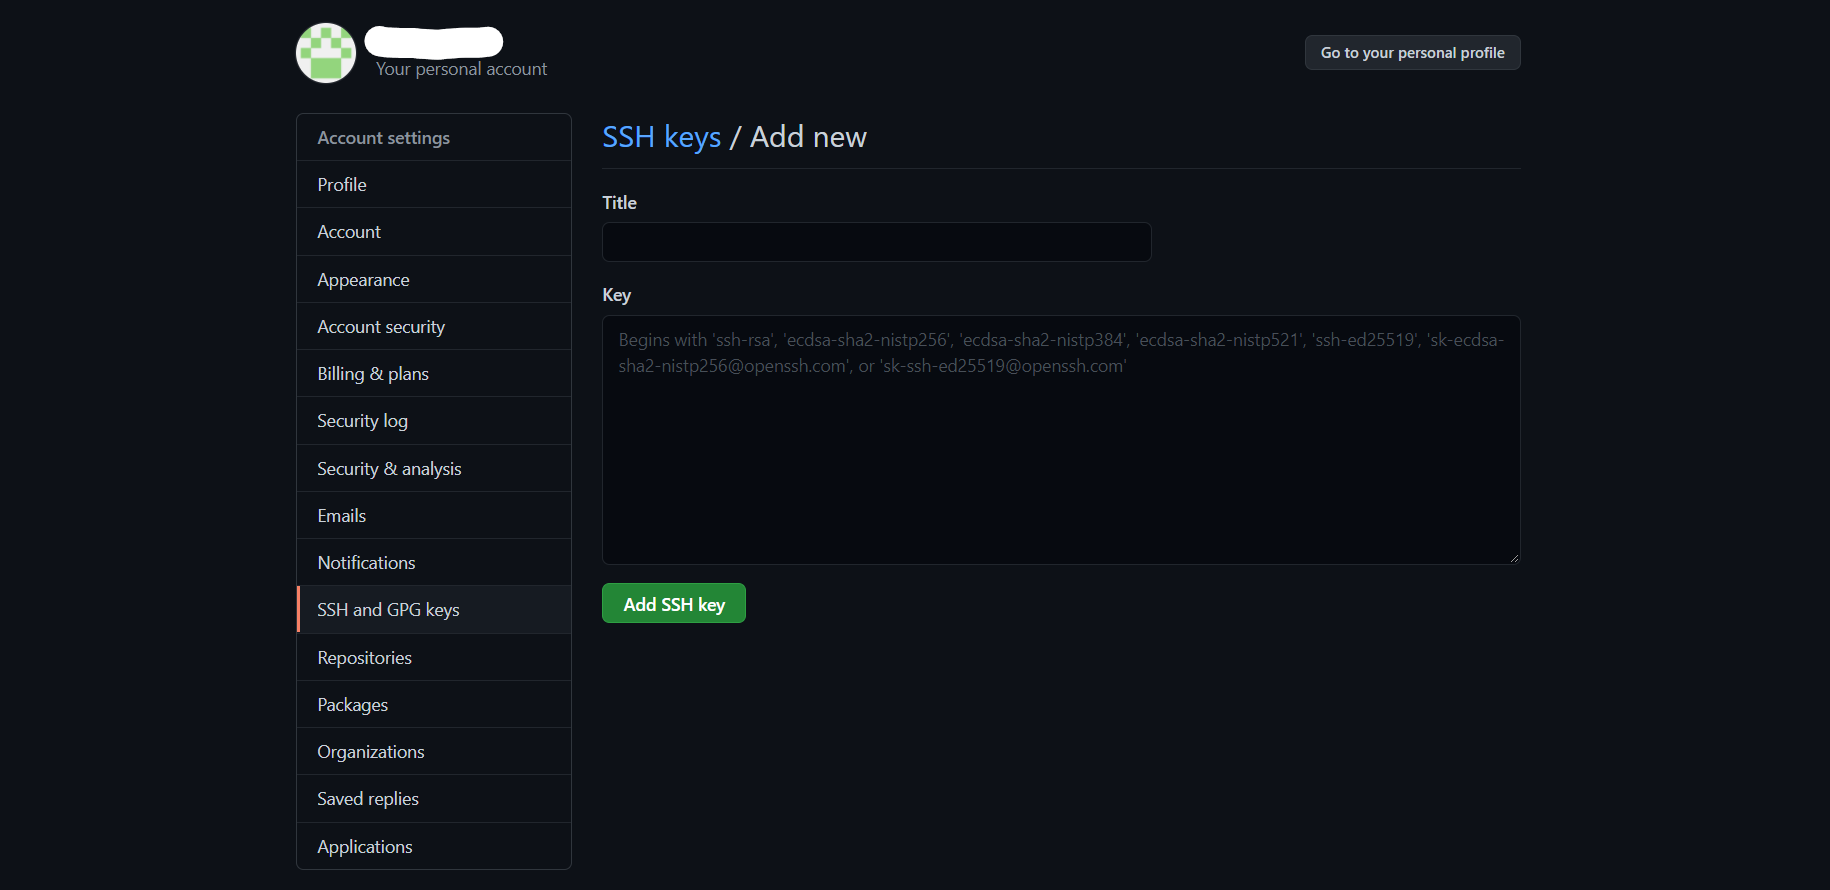 Your personal account
Go to your personal profile
Account settings
Profile
Account
Appearance
Account security
Billing & plans
Security log
Security & analysis
Emails
Notifications
SSH and GPG keys
Repositories
Packages
Organizations
Saved replies
Applications
SSH keys / Add new
Title
Key
Begins with 'ssh-rsa', 'ecdsa-sha2-nistp256', 'ecdsa-sha2-nistp384', 'ecdsa-sha2-nistp521', 'ssh-ed25519', 'sk-ecdsa-
sha2-nistp256@openssh.com', or 'sk-ssh-ed25519@openssh.com'
Add SSH key